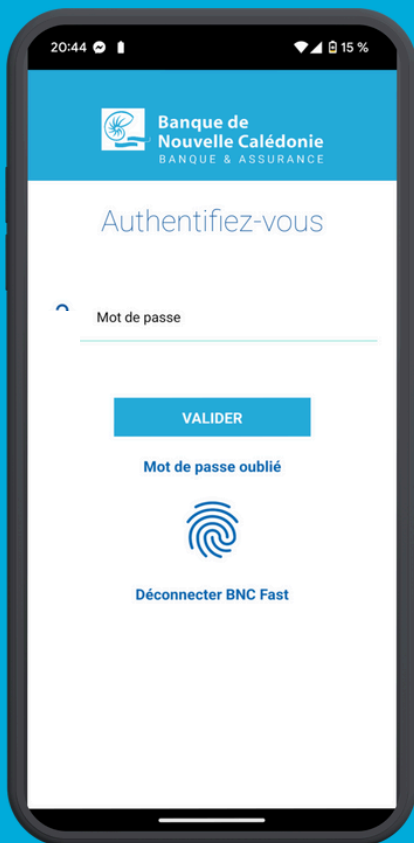 20:44 15 %
Banque de
Nouvelle Calédonie
BANQUE & ASSURANCE
Authentifiez-vous
Mot de passe
VALIDER
Mot de passe oublié
Déconnecter BNC Fast